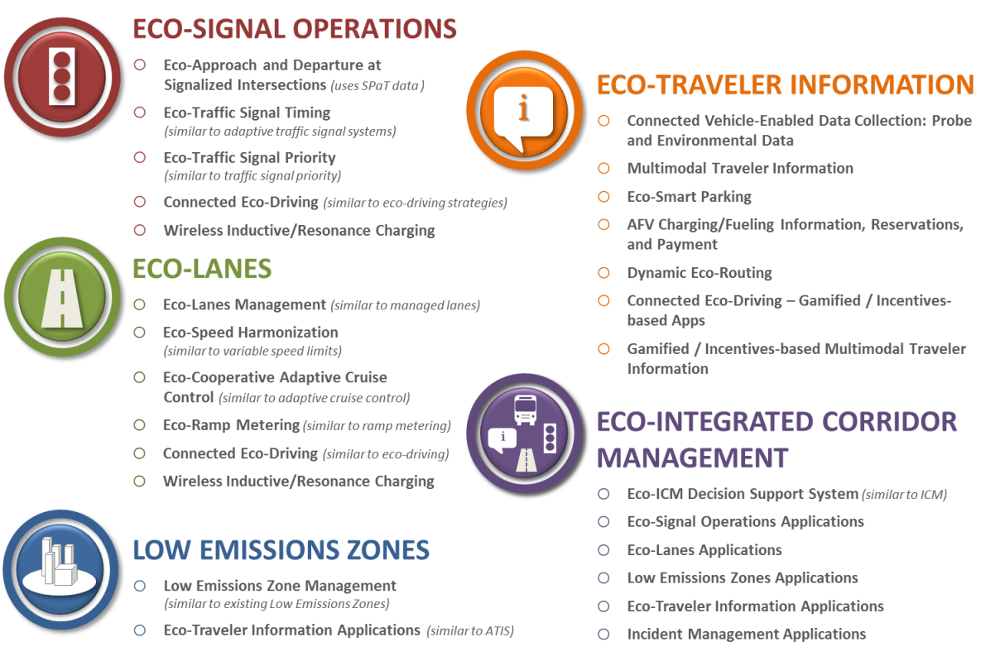 ECO-SIGNAL OPERATIONS
Eco-Approach and Departure at
Signalized Intersections (uses SPaT data )
Eco-Traffic Signal Timing
(similar to adaptive traffic signal systems)
Eco-Traffic Signal Priority
(similar to traffic signal priority)
Connected Eco-Driving (similar to eco-driving strategies)
Wireless Inductive/Resonance Charging
ECO-LANES
Eco-Lanes Management (similar to managed lanes)
Eco-Speed Harmonization
(similar to variable speed limits)
Eco-Cooperative Adaptive Cruise
Control (similar to adaptive cruise control)
Eco-Ramp Metering (similar to ramp metering)
Connected Eco-Driving (similar to eco-driving)
Wireless Inductive/Resonance Charging
LOW EMISSIONS ZONES
Low Emissions Zone Management
(similar to existing Low Emissions Zones)
Eco-Traveler Information Applications (similar to ATIS)
i
ECO-TRAVELER INFORMATION
Connected Vehicle-Enabled Data Collection: Probe
and Environmental Data
Multimodal Traveler Information
Eco-Smart Parking
AFV Charging/Fueling Information, Reservations,
and Payment
Dynamic Eco-Routing
Connected Eco-Driving – Gamified / Incentives-
based Apps
Gamified / Incentives-based Multimodal Traveler
Information
i
ECO-INTEGRATED CORRIDOR
MANAGEMENT
Eco-ICM Decision Support System (similar to ICM)
Eco-Signal Operations Applications
Eco-Lanes Applications
Low Emissions Zones Applications
Eco-Traveler Information Applications
Incident Management Applications